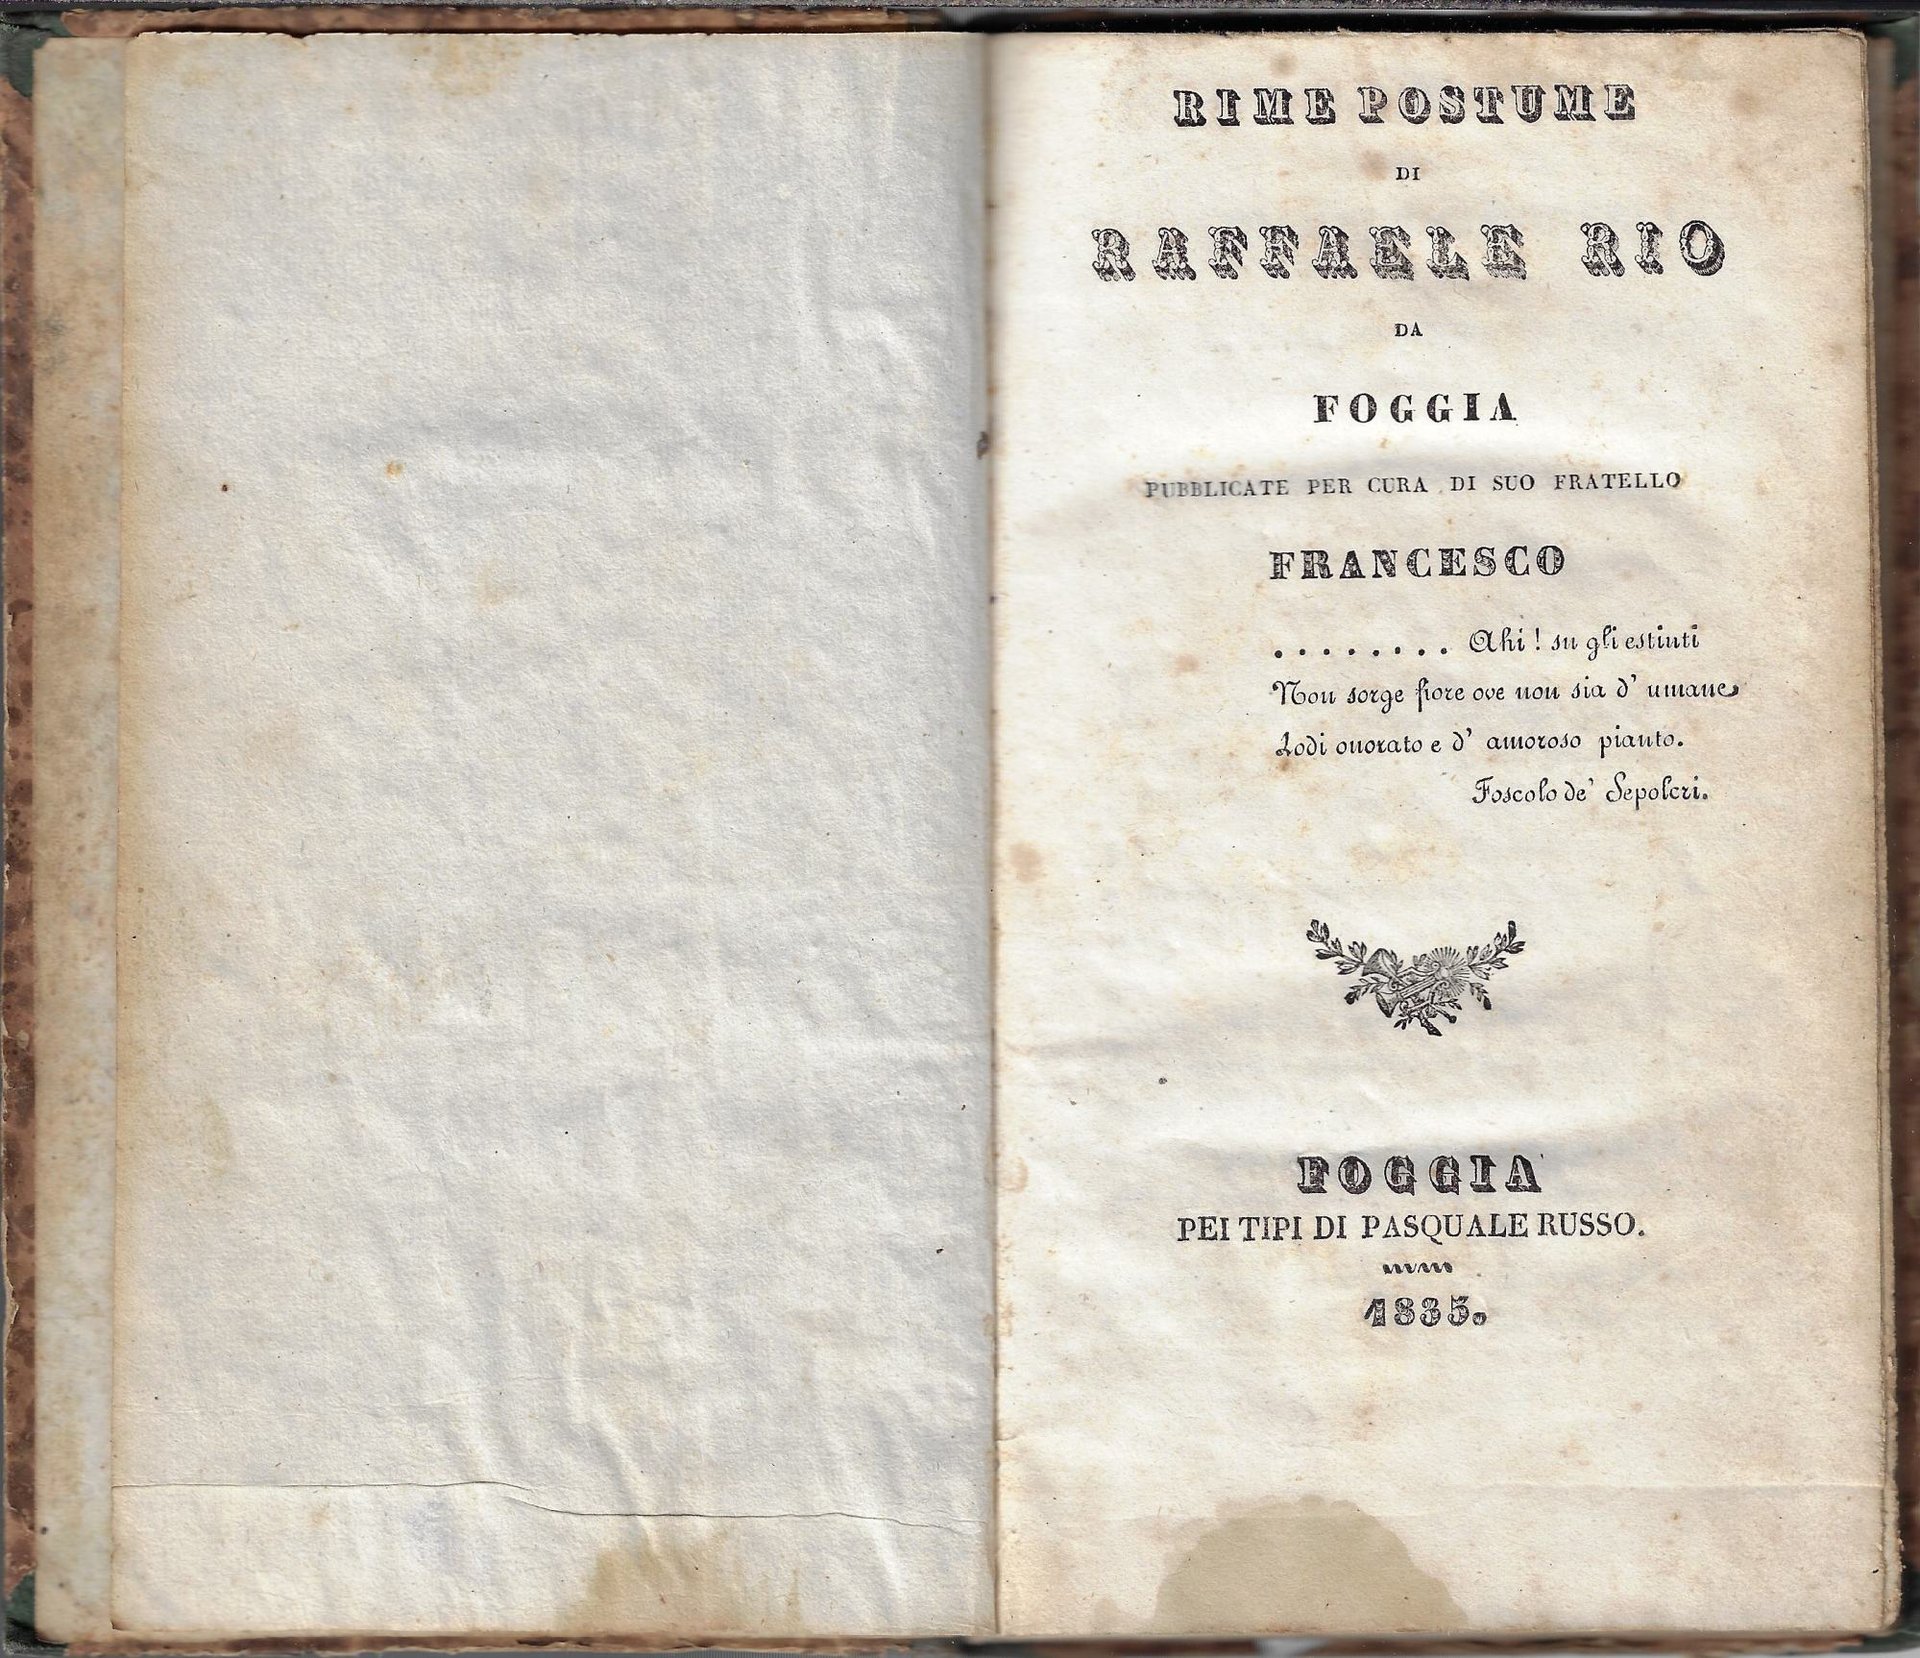 RIME POSTUME
DI
RAFFAELE RIO
DA
FOGGIA
PUBBLICATE PER CURA DI SUO FRATELLO
FRANCESCO
. . . . . . . . Ahi ! su gli estinti
Non sorge fiore ove non sia d' umane
Lodi onorato e d' amoroso pianto.
Foscolo de' Sepolcri.
FOGGIA
PEI TIPI DI PASQUALE RUSSO.
1835.